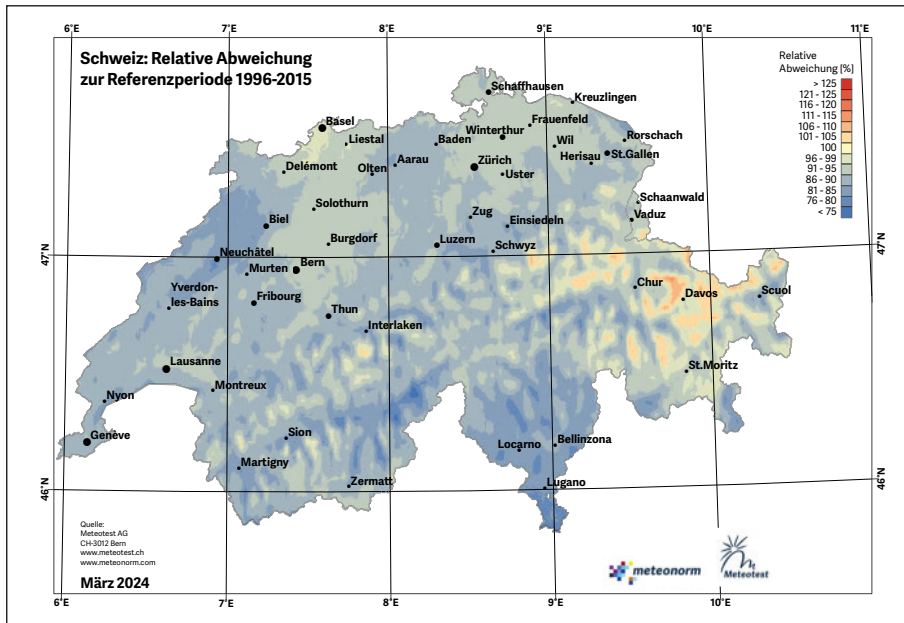 6°E 7°E 8°E 9°E 10°E 11°E
Schweiz: Relative Abweichung
zur Referenzperiode 1996-2015
Relative
Abweichung [%]
> 125
121 - 125
116 - 120
111 - 115
106 - 110
101 - 105
100
96 - 99
91 - 95
86 - 90
81 - 85
76 - 80
< 75
Schaffhausen
Kreuzlingen
Basel
Frauenfeld
Winterthur
Liestal
Baden
Wil
Rorschach
Aarau
Zürich
Herisau
St.Gallen
Delémont
Olten
Uster
Schaanwald
Solothurn
Zug
Vaduz
Biel
Einsiedeln
Burgdorf
Luzern
Schwyz
47°N
47°N
Neuchâtel
Bern
Murten
Chur
Davos
Scuol
Yverdon-
les-Bains
Fribourg
Thun
Interlaken
Lausanne
St.Moritz
Montreux
Nyon
Genève
Sion
Locarno
Bellinzona
Martigny
Zermatt
Lugano
46°N
46°N
Quelle:
Meteotest AG
CH-3012 Bern
www.meteotest.ch
www.meteonorm.com
meteonorm
Meteotest
März 2024
6°E 7°E 8°E 9°E 10°E